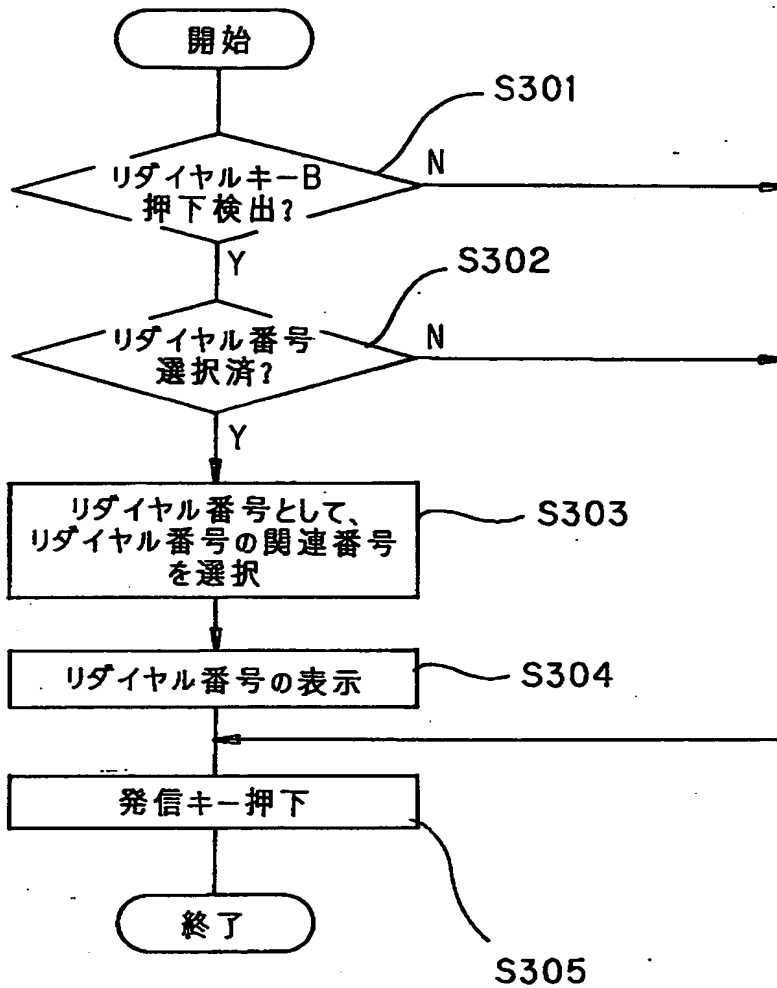 開始
S301
リダイヤルキーB
押下検出?
N
Y
S302
リダイヤル番号
選択済?
N
Y
リダイヤル番号として、
リダイヤル番号の関連番号
を選択
S303
リダイヤル番号の表示
S304
発信キー押下
終了
S305